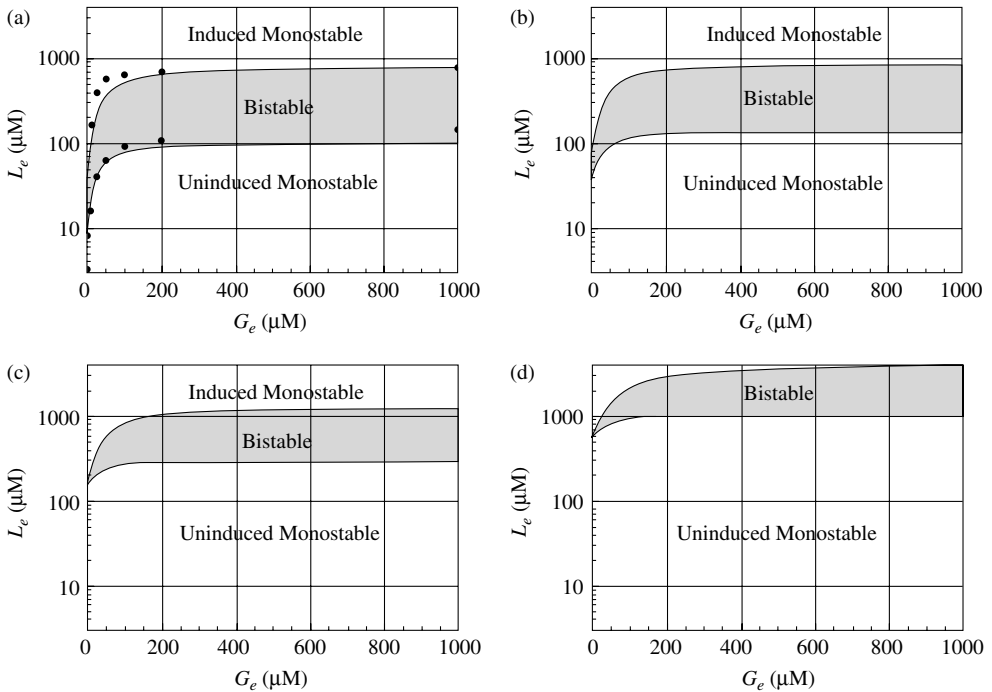 (a)
Induced Monostable
1000
Bistable
100
Uninduced Monostable
10
0 200 400 600 800 1000
L_e (µM)
G_e (µM)
(b)
Induced Monostable
1000
Bistable
100
Uninduced Monostable
10
0 200 400 600 800 1000
L_e (µM)
G_e (µM)
(c)
Induced Monostable
1000
Bistable
100
Uninduced Monostable
10
0 200 400 600 800 1000
L_e (µM)
G_e (µM)
(d)
Bistable
1000
100
Uninduced Monostable
10
0 200 400 600 800 1000
L_e (µM)
G_e (µM)